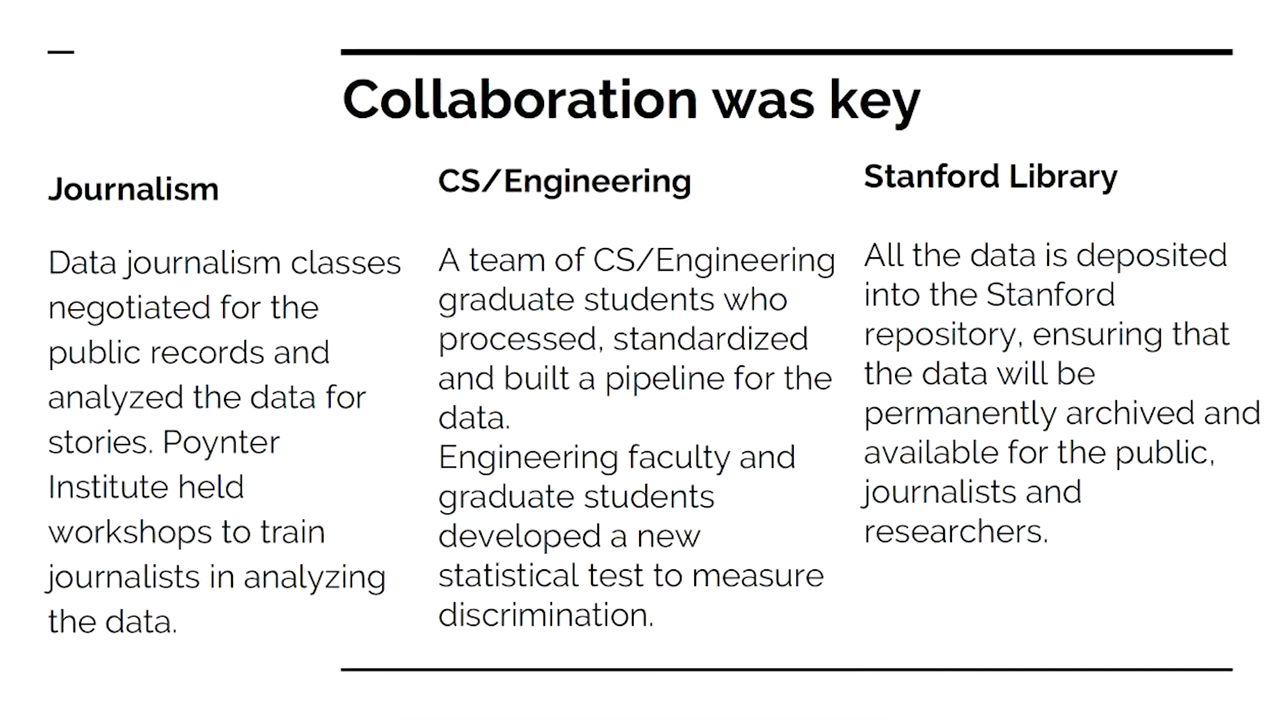 Collaboration was key
Journalism
Data journalism classes
negotiated for the
public records and
analyzed the data for
stories. Poynter
Institute held
workshops to train
journalists in analyzing
the data.
CS/Engineering
A team of CS/Engineering
graduate students who
processed, standardized
and built a pipeline for the
data.
Engineering faculty and
graduate students
developed a new
statistical test to measure
discrimination.
Stanford Library
All the data is deposited
into the Stanford
repository, ensuring that
the data will be
permanently archived and
available for the public,
journalists and
researchers.